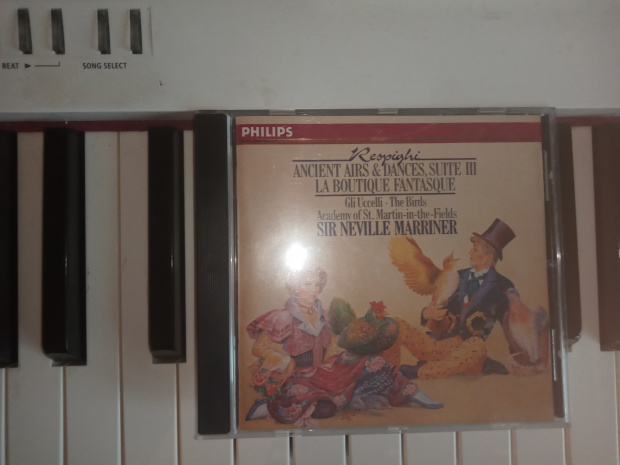 BEAT
SONG SELECT
PHILIPS
Respighi
ANCIENT AIRS & DANCES, SUITE III
LA BOUTIQUE FANTASQUE
Gli Uccelli · The Birds
Academy of St. Martin-in-the-Fields
SIR NEVILLE MARRINER